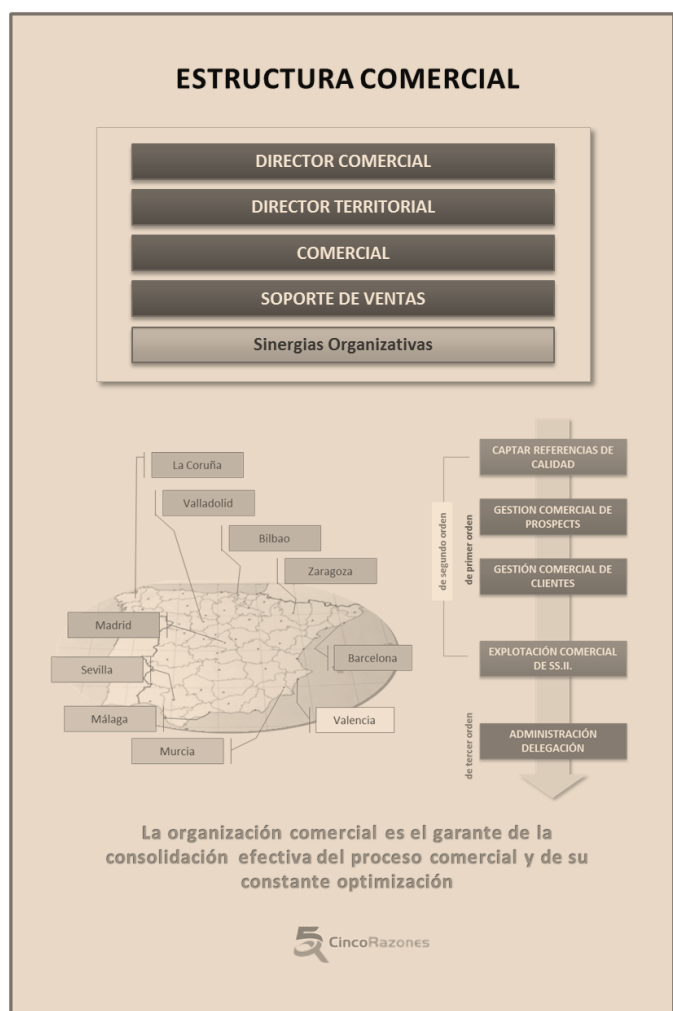 ESTRUCTURA COMERCIAL
DIRECTOR COMERCIAL
DIRECTOR TERRITORIAL
COMERCIAL
SOPORTE DE VENTAS
Sinergias Organizativas
La Coruña
Valladolid
Bilbao
Zaragoza
Madrid
Sevilla
Málaga
Murcia
Barcelona
Valencia
CAPTAR REFERENCIAS DE
CALIDAD
GESTION COMERCIAL DE
PROSPECTS
GESTIÓN COMERCIAL DE
CLIENTES
EXPLOTACIÓN COMERCIAL
DE SS.II.
ADMINISTRACIÓN
DELEGACIÓN
de segundo orden
de primer orden
de tercer orden
La organización comercial es el garante de la
consolidación efectiva del proceso comercial y de su
constante optimización
5R CincoRazones